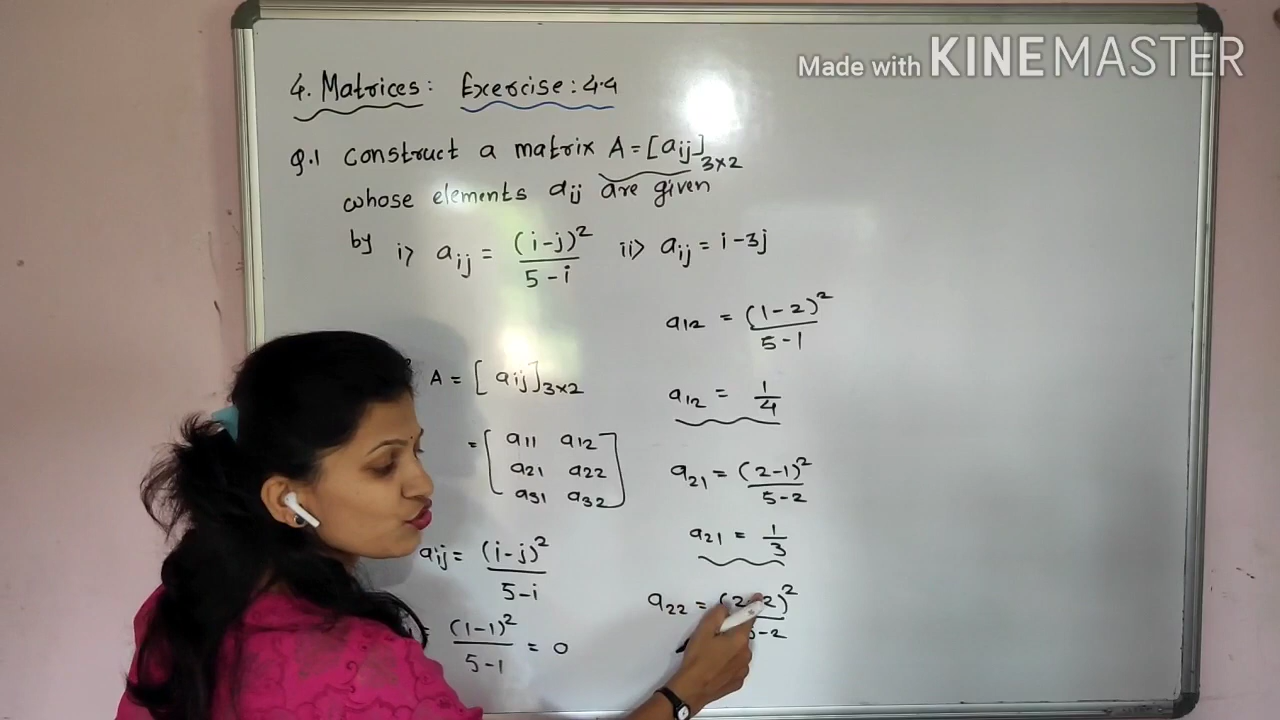 Made with KINEMASTER
4. Matrices: Exercise: 4.4
Q.1 Construct a matrix A = [aij]3×2
whose elements aij are given
by i> aij = (i-j)² / 5-i ii> aij = i-3j
A = [aij]3×2
= [a11 a12
a21 a22
a31 a32]
aij = (i-j)² / 5-i
= (1-1)² / 5-1 = 0
a12 = (1-2)² / 5-1
a12 = 1/4
a21 = (2-1)² / 5-2
a21 = 1/3
a22 = (2-2)² / 5-2